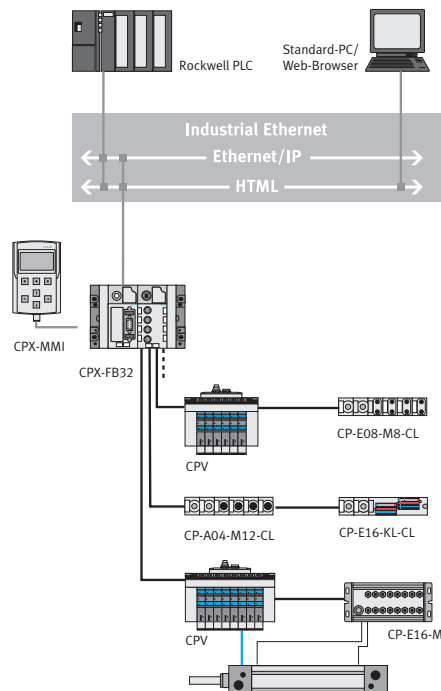 Rockwell PLC
Standard-PC/
Web-Browser
Industrial Ethernet
Ethernet/IP
HTML
CPX-MMI
CPX-FB32
CPV
CP-E08-M8-CL
CP-A04-M12-CL
CP-E16-KL-CL
CPV
CP-E16-M